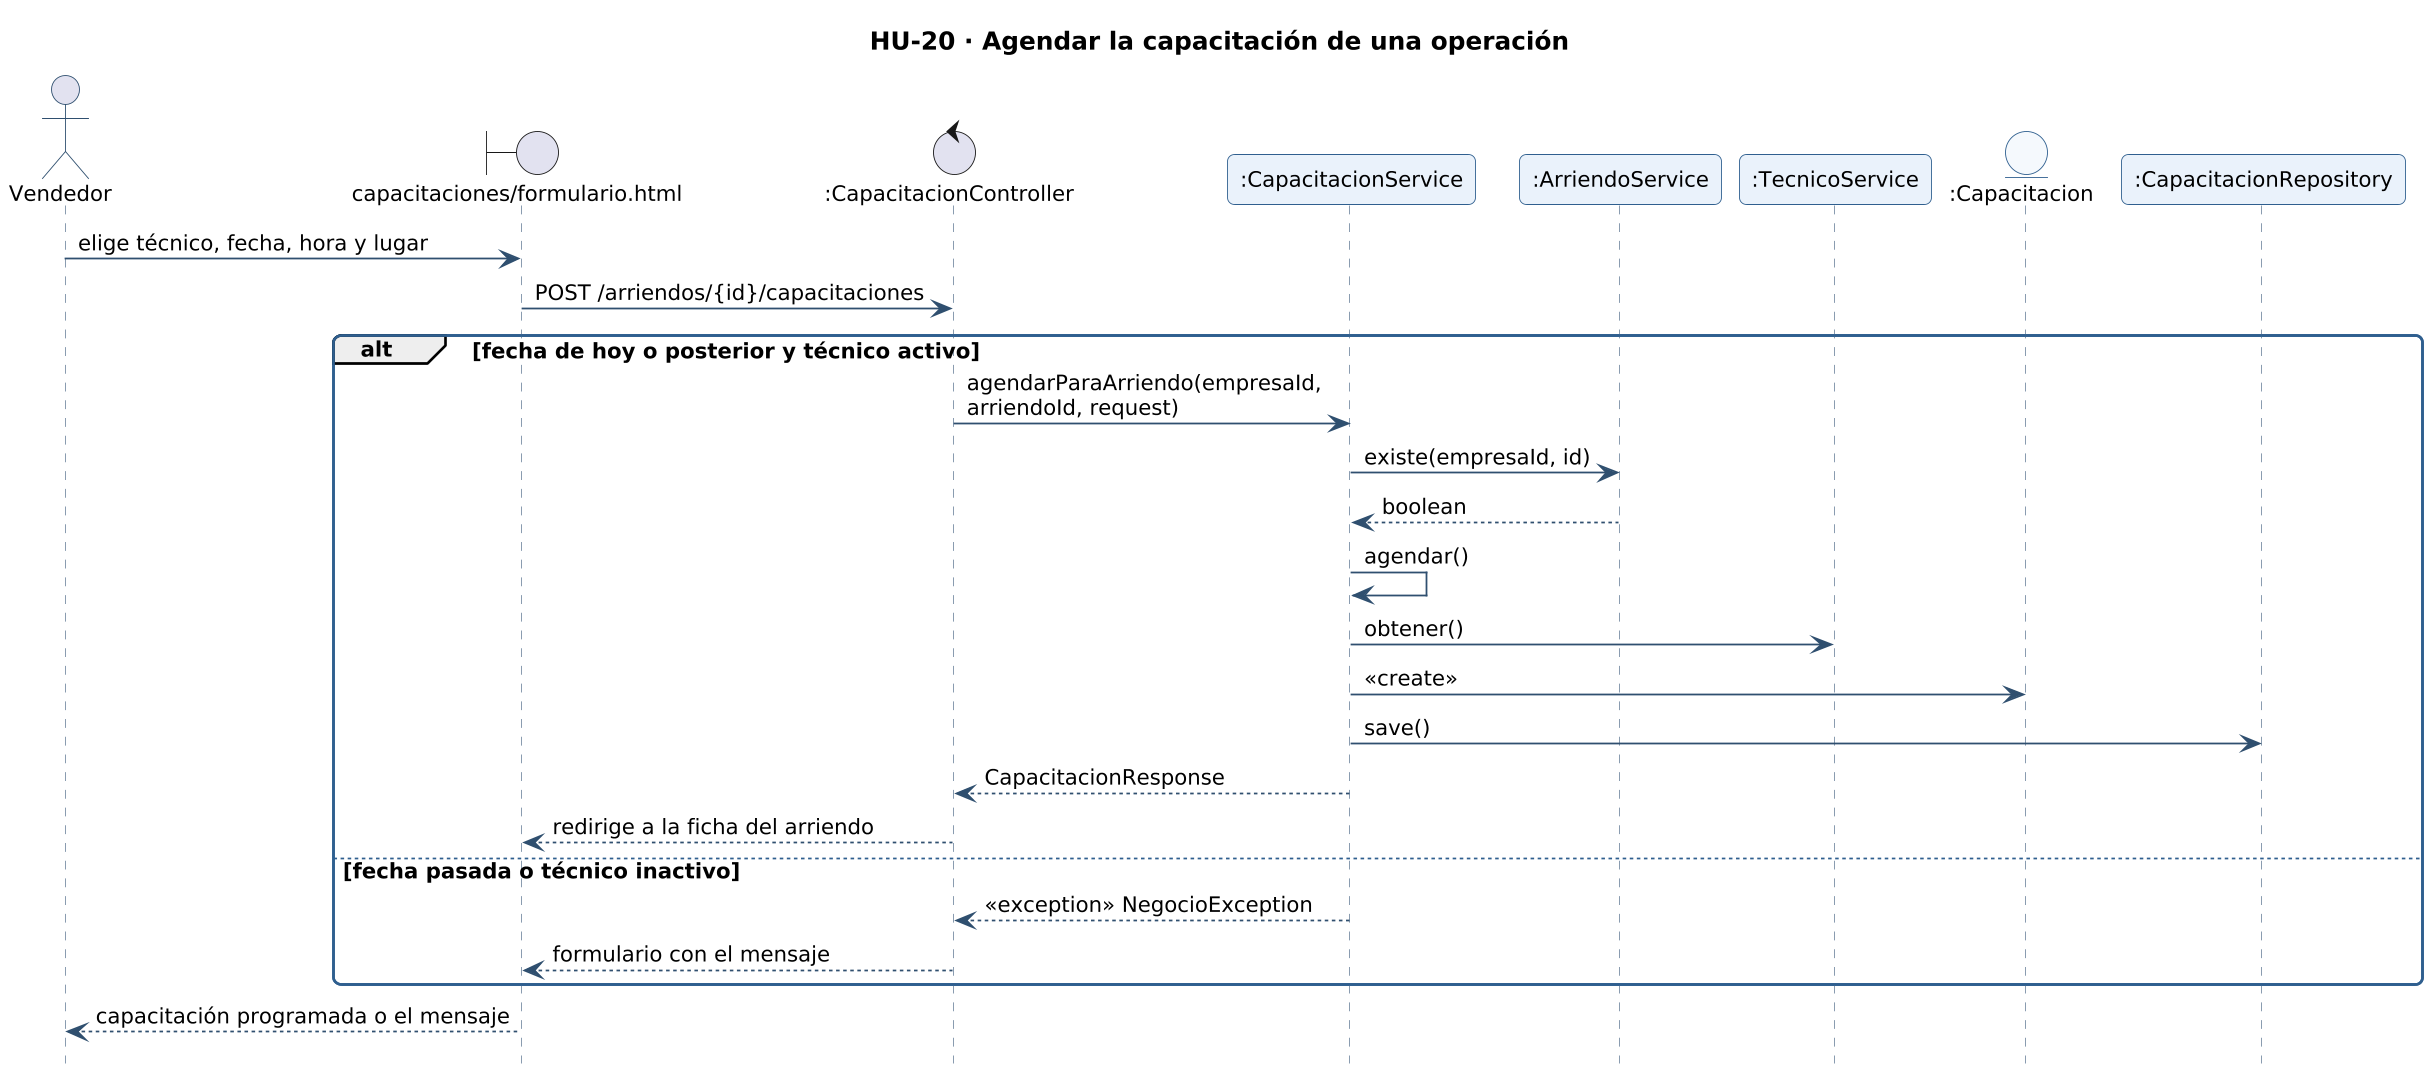 HU-20 · Agendar la capacitación de una operación
Vendedor
capacitaciones/formulario.html
:CapacitacionController
:CapacitacionService
:ArriendoService
:TecnicoService
:Capacitacion
:CapacitacionRepository
elige técnico, fecha, hora y lugar
POST /arriendos/{id}/capacitaciones
alt
[fecha de hoy o posterior y técnico activo]
agendarParaArriendo(empresaId,
arriendoId, request)
existe(empresaId, id)
boolean
agendar()
obtener()
«create»
save()
CapacitacionResponse
redirige a la ficha del arriendo
[fecha pasada o técnico inactivo]
«exception» NegocioException
formulario con el mensaje
capacitación programada o el mensaje